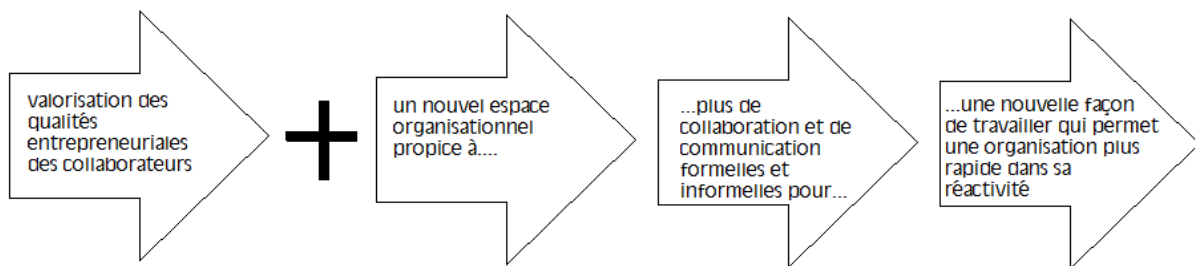 valorisation des
qualités
entrepreneuriales
des collaborateurs
+
un nouvel espace
organisationnel
propice à....
...plus de
collaboration et de
communication
formelles et
informelles pour...
...une nouvelle façon
de travailler qui permet
une organisation plus
rapide dans sa
réactivité